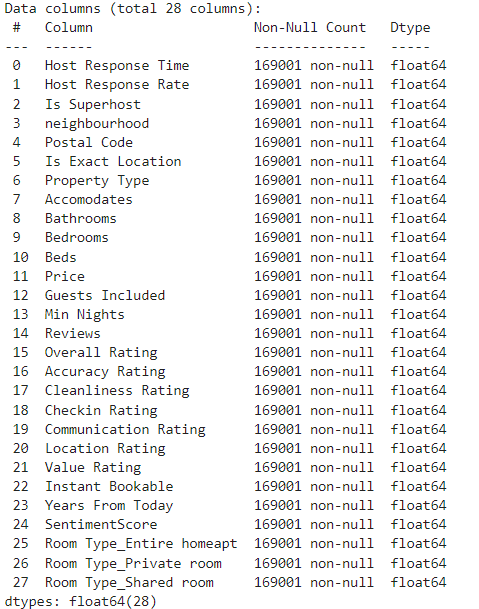 Data columns (total 28 columns):
# Column Non-Null Count Dtype
--- ------ -------------- -----
0 Host Response Time 169001 non-null float64
1 Host Response Rate 169001 non-null float64
2 Is Superhost 169001 non-null float64
3 neighbourhood 169001 non-null float64
4 Postal Code 169001 non-null float64
5 Is Exact Location 169001 non-null float64
6 Property Type 169001 non-null float64
7 Accomodates 169001 non-null float64
8 Bathrooms 169001 non-null float64
9 Bedrooms 169001 non-null float64
10 Beds 169001 non-null float64
11 Price 169001 non-null float64
12 Guests Included 169001 non-null float64
13 Min Nights 169001 non-null float64
14 Reviews 169001 non-null float64
15 Overall Rating 169001 non-null float64
16 Accuracy Rating 169001 non-null float64
17 Cleanliness Rating 169001 non-null float64
18 Checkin Rating 169001 non-null float64
19 Communication Rating 169001 non-null float64
20 Location Rating 169001 non-null float64
21 Value Rating 169001 non-null float64
22 Instant Bookable 169001 non-null float64
23 Years From Today 169001 non-null float64
24 SentimentScore 169001 non-null float64
25 Room Type_Entire homeapt 169001 non-null float64
26 Room Type_Private room 169001 non-null float64
27 Room Type_Shared room 169001 non-null float64
dtypes: float64(28)